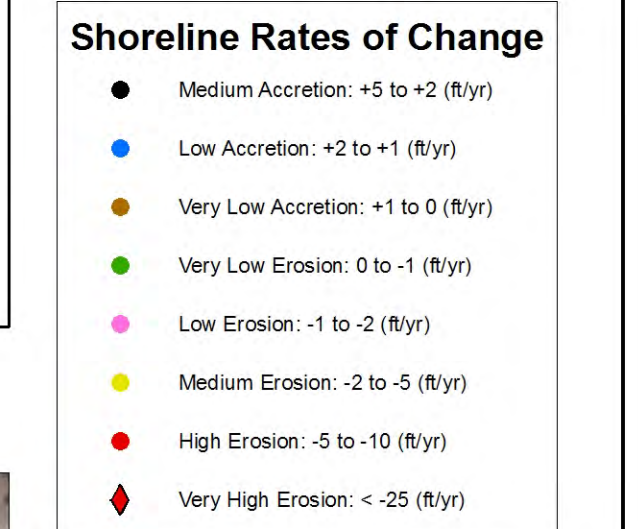 Shoreline Rates of Change
Medium Accretion: +5 to +2 (ft/yr)
Low Accretion: +2 to +1 (ft/yr)
Very Low Accretion: +1 to 0 (ft/yr)
Very Low Erosion: 0 to -1 (ft/yr)
Low Erosion: -1 to -2 (ft/yr)
Medium Erosion: -2 to -5 (ft/yr)
High Erosion: -5 to -10 (ft/yr)
Very High Erosion: < -25 (ft/yr)